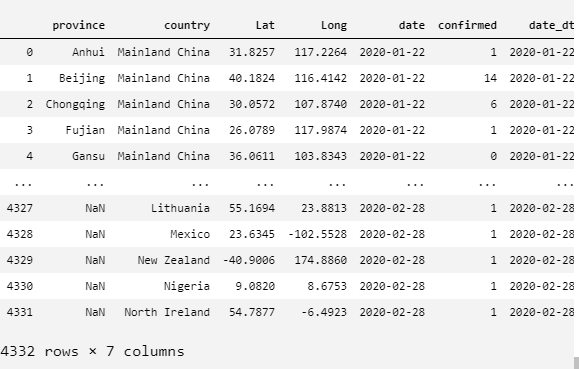 province country Lat Long date confirmed date_dt
0 Anhui Mainland China 31.8257 117.2264 2020-01-22 1 2020-01-22
1 Beijing Mainland China 40.1824 116.4142 2020-01-22 14 2020-01-22
2 Chongqing Mainland China 30.0572 107.8740 2020-01-22 6 2020-01-22
3 Fujian Mainland China 26.0789 117.9874 2020-01-22 1 2020-01-22
4 Gansu Mainland China 36.0611 103.8343 2020-01-22 0 2020-01-22
... ... ... ... ... ... ... ...
4327 NaN Lithuania 55.1694 23.8813 2020-02-28 1 2020-02-28
4328 NaN Mexico 23.6345 -102.5528 2020-02-28 1 2020-02-28
4329 NaN New Zealand -40.9006 174.8860 2020-02-28 1 2020-02-28
4330 NaN Nigeria 9.0820 8.6753 2020-02-28 1 2020-02-28
4331 NaN North Ireland 54.7877 -6.4923 2020-02-28 1 2020-02-28
4332 rows × 7 columns